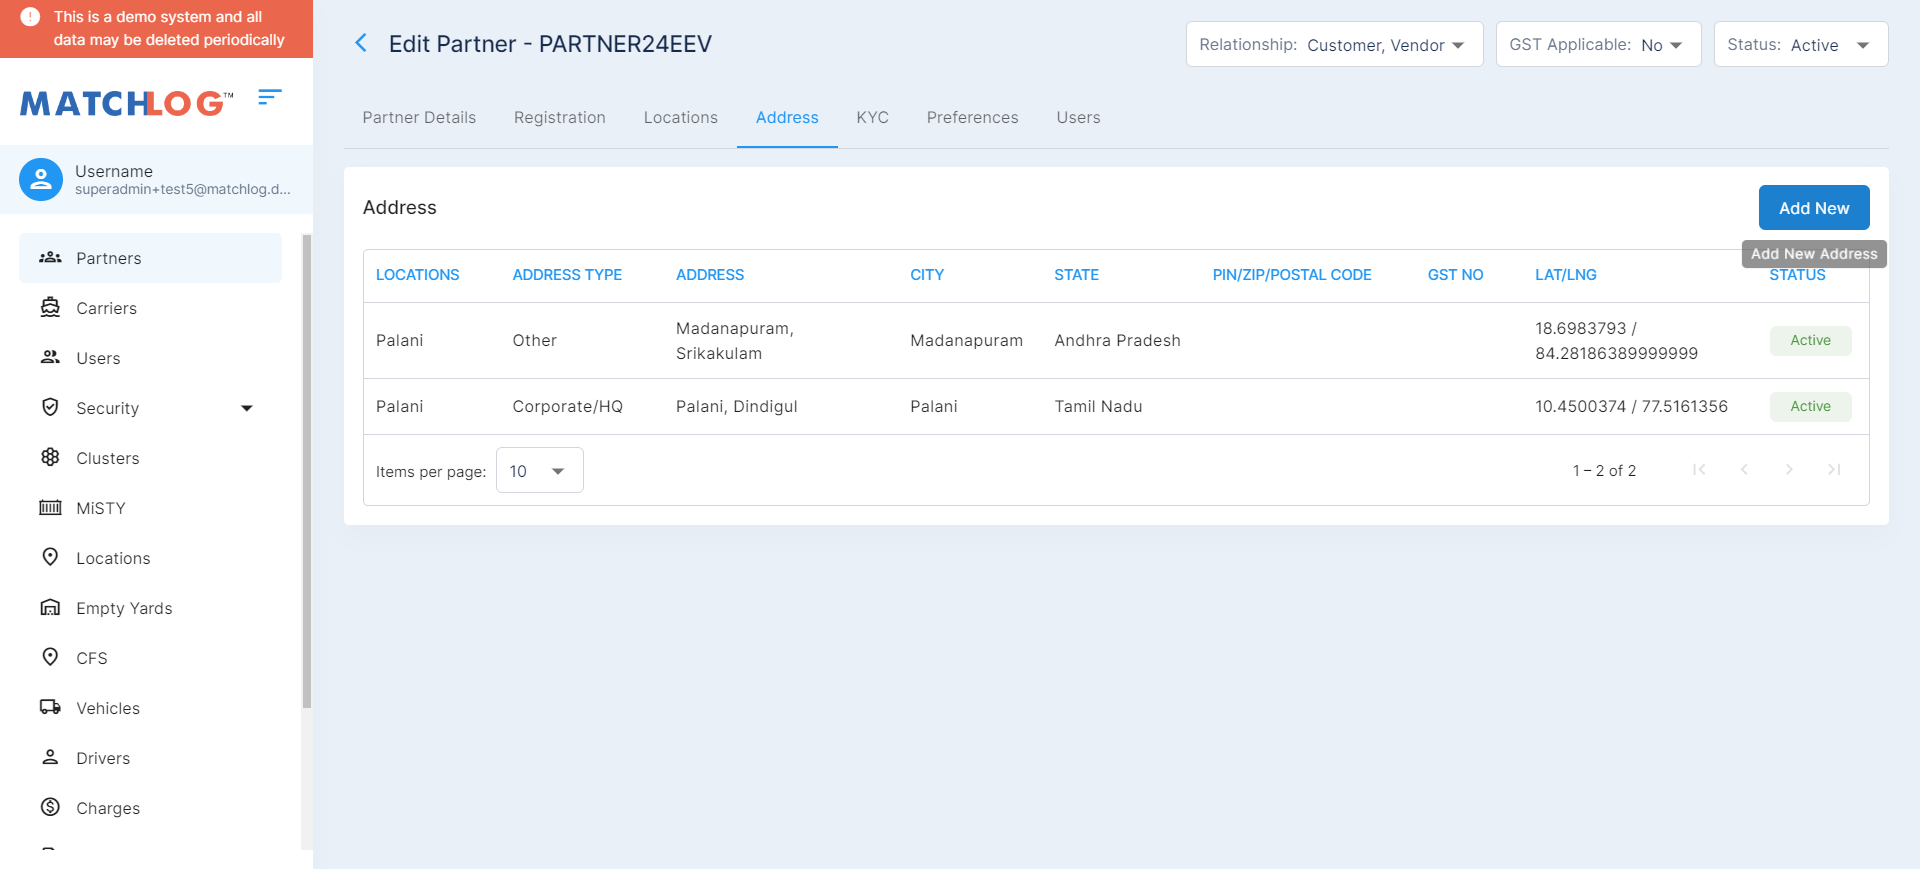 This is a demo system and all
data may be deleted periodically
MATCHLOG™
Username
superadmin+test5@matchlog.d...
Partners
Carriers
Users
Security
Clusters
MiSTY
Locations
Empty Yards
CFS
Vehicles
Drivers
Charges
Edit Partner - PARTNER24EEV
Relationship: Customer, Vendor
GST Applicable: No
Status: Active
Partner Details Registration Locations Address KYC Preferences Users
Address
Add New
Add New Address
LOCATIONS ADDRESS TYPE ADDRESS CITY STATE PIN/ZIP/POSTAL CODE GST NO LAT/LNG STATUS
Palani Other Madanapuram, Srikakulam Madanapuram Andhra Pradesh 18.6983793 / 84.28186389999999 Active
Palani Corporate/HQ Palani, Dindigul Palani Tamil Nadu 10.4500374 / 77.5161356 Active
Items per page: 10
1 – 2 of 2